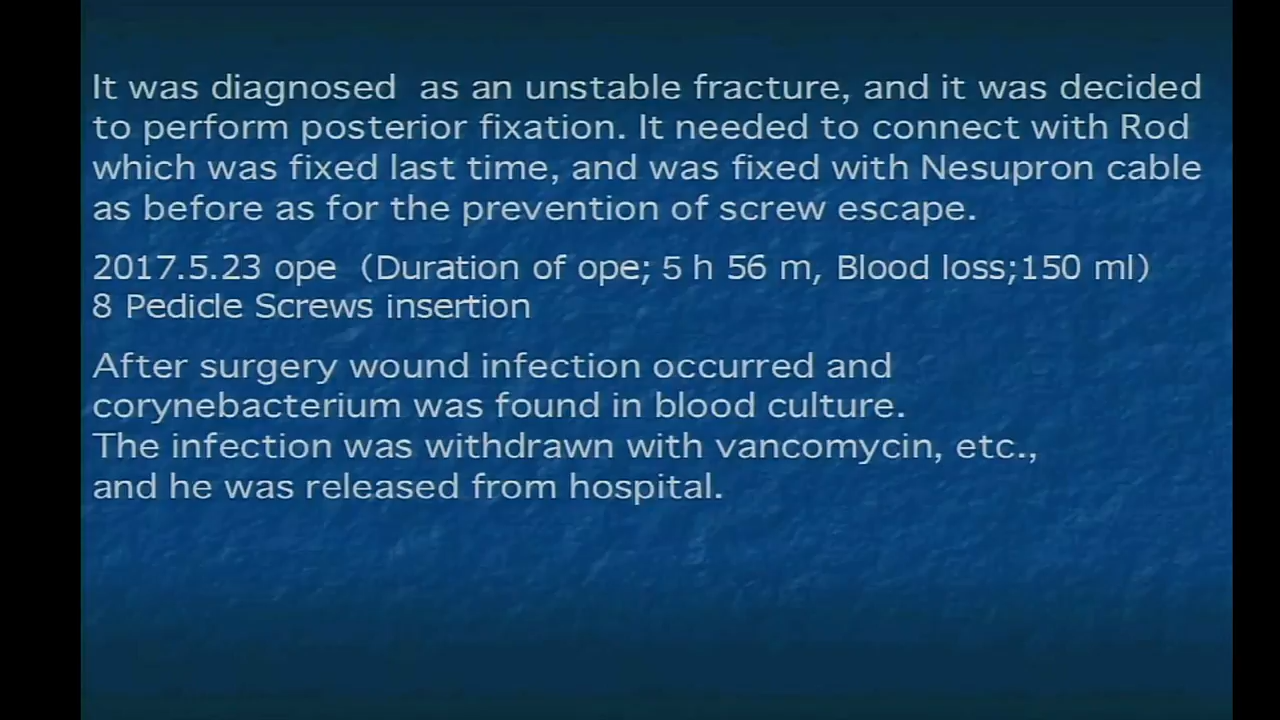 It was diagnosed  as an unstable fracture, and it was decided
to perform posterior fixation. It needed to connect with Rod
which was fixed last time, and was fixed with Nesupron cable
as before as for the prevention of screw escape.
2017.5.23 ope （Duration of ope; 5 h 56 m, Blood loss;150 ml）
8 Pedicle Screws insertion
After surgery wound infection occurred and
corynebacterium was found in blood culture.
The infection was withdrawn with vancomycin, etc.,
and he was released from hospital.